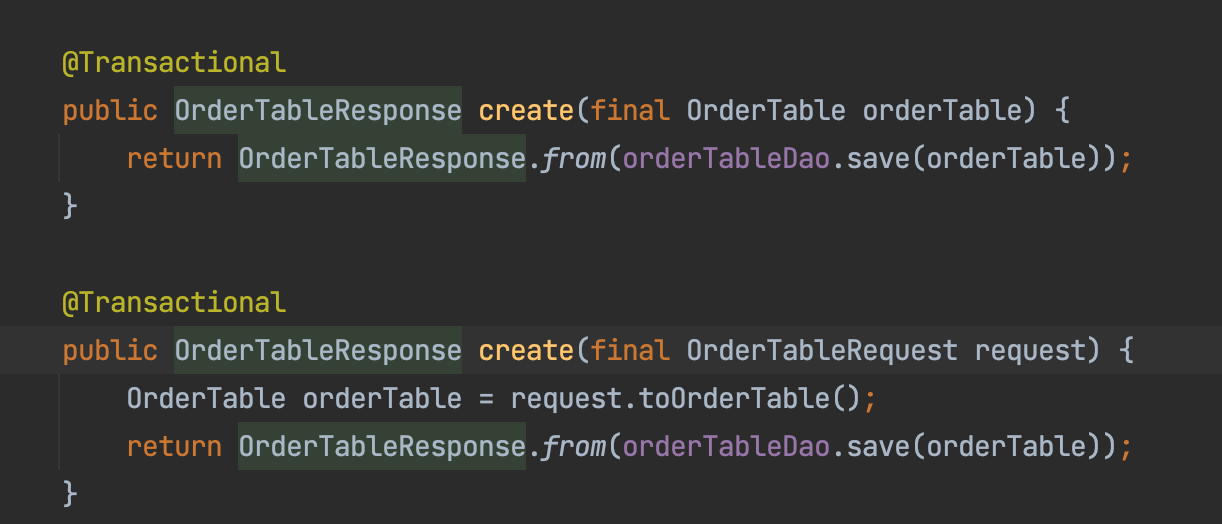 @Transactional
public OrderTableResponse create(final OrderTable orderTable) {
return OrderTableResponse.from(orderTableDao.save(orderTable));
}
@Transactional
public OrderTableResponse create(final OrderTableRequest request) {
OrderTable orderTable = request.toOrderTable();
return OrderTableResponse.from(orderTableDao.save(orderTable));
}